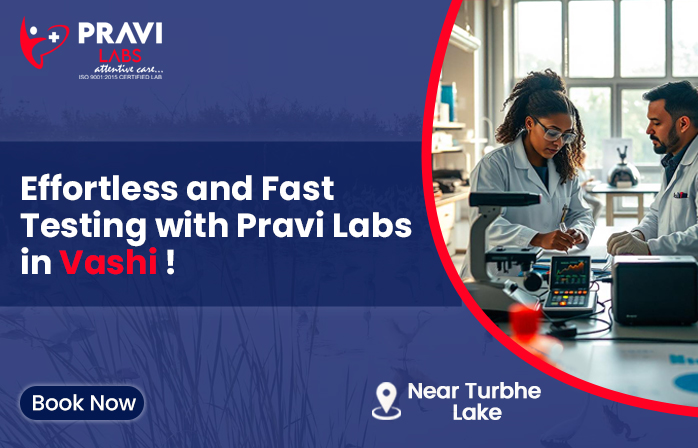 PRAVI
LABS
attentive care...
ISO 9001:2015 CERTIFIED LAB
Effortless and Fast
Testing with Pravi Labs
in Vashi !
Book Now
Near Turbhe
Lake